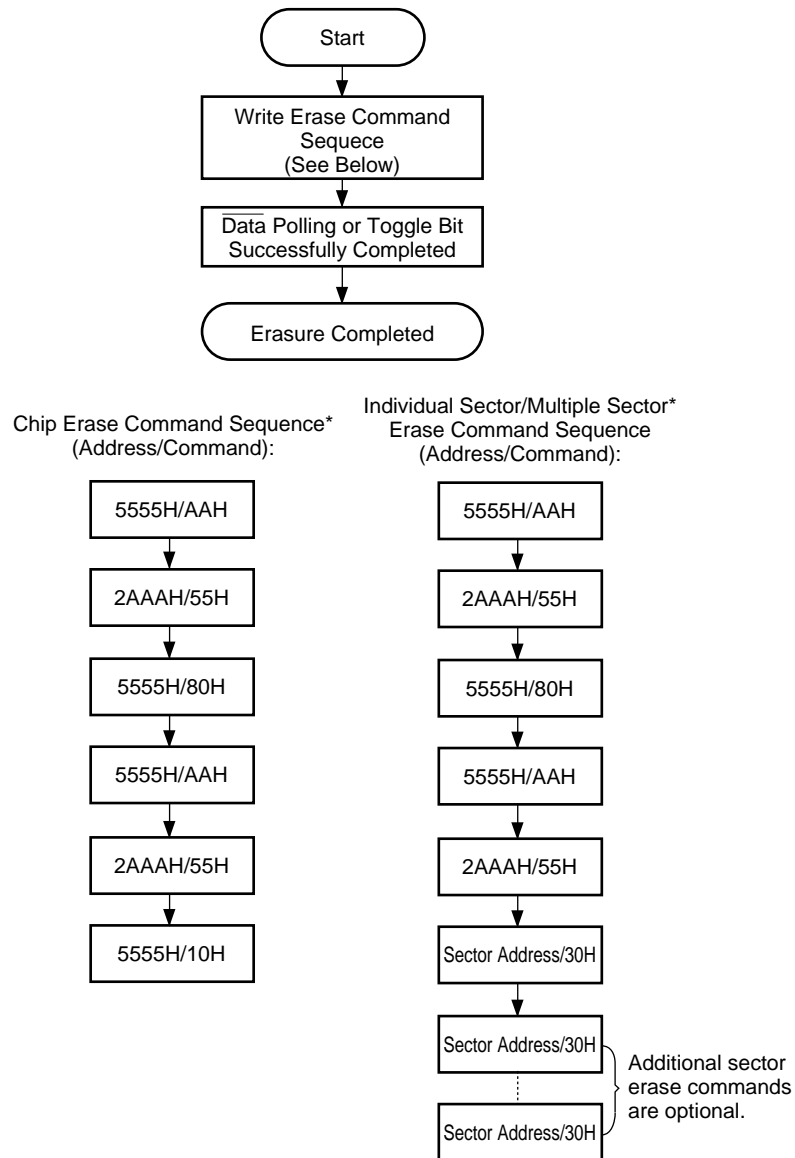 Start
Write Erase Command
Sequece
(See Below)
Data Polling or Toggle Bit
Successfully Completed
Erasure Completed
Chip Erase Command Sequence*
(Address/Command):
5555H/AAH
2AAAH/55H
5555H/80H
5555H/AAH
2AAAH/55H
5555H/10H
Individual Sector/Multiple Sector*
Erase Command Sequence
(Address/Command):
5555H/AAH
2AAAH/55H
5555H/80H
5555H/AAH
2AAAH/55H
Sector Address/30H
Sector Address/30H
Sector Address/30H
Additional sector
erase commands
are optional.